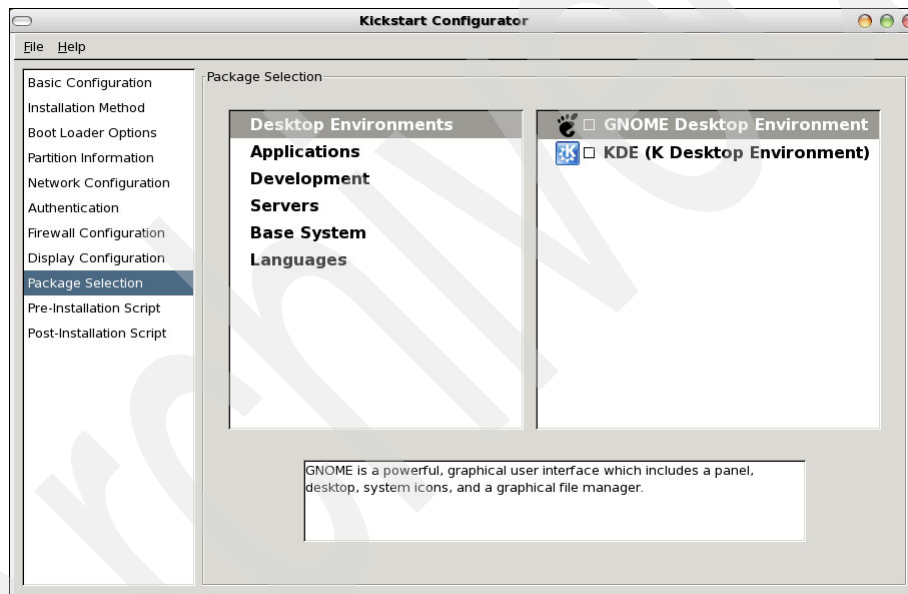 Kickstart Configurator
File Help
Basic Configuration
Installation Method
Boot Loader Options
Partition Information
Network Configuration
Authentication
Firewall Configuration
Display Configuration
Package Selection
Pre-Installation Script
Post-Installation Script
Package Selection
Desktop Environments
Applications
Development
Servers
Base System
Languages
GNOME Desktop Environment
KDE (K Desktop Environment)
GNOME is a powerful, graphical user interface which includes a panel,
desktop, system icons, and a graphical file manager.